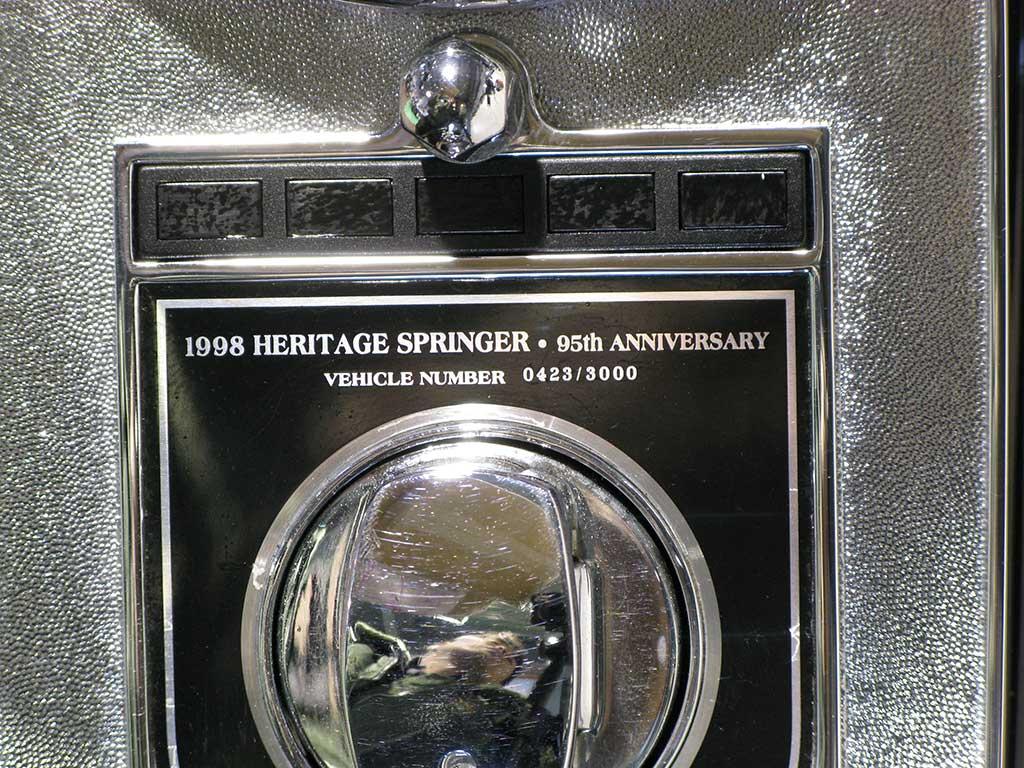 1998 HERITAGE SPRINGER • 95th ANNIVERSARY
VEHICLE NUMBER 0423/3000